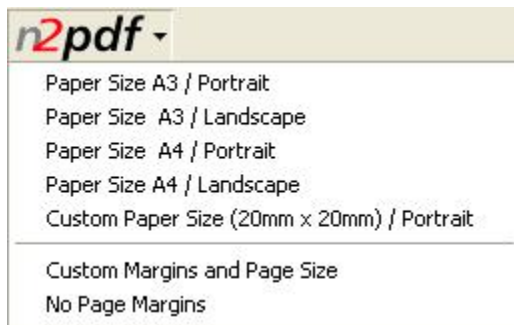 n2pdf
Paper Size A3 / Portrait
Paper Size A3 / Landscape
Paper Size A4 / Portrait
Paper Size A4 / Landscape
Custom Paper Size (20mm x 20mm) / Portrait
Custom Margins and Page Size
No Page Margins